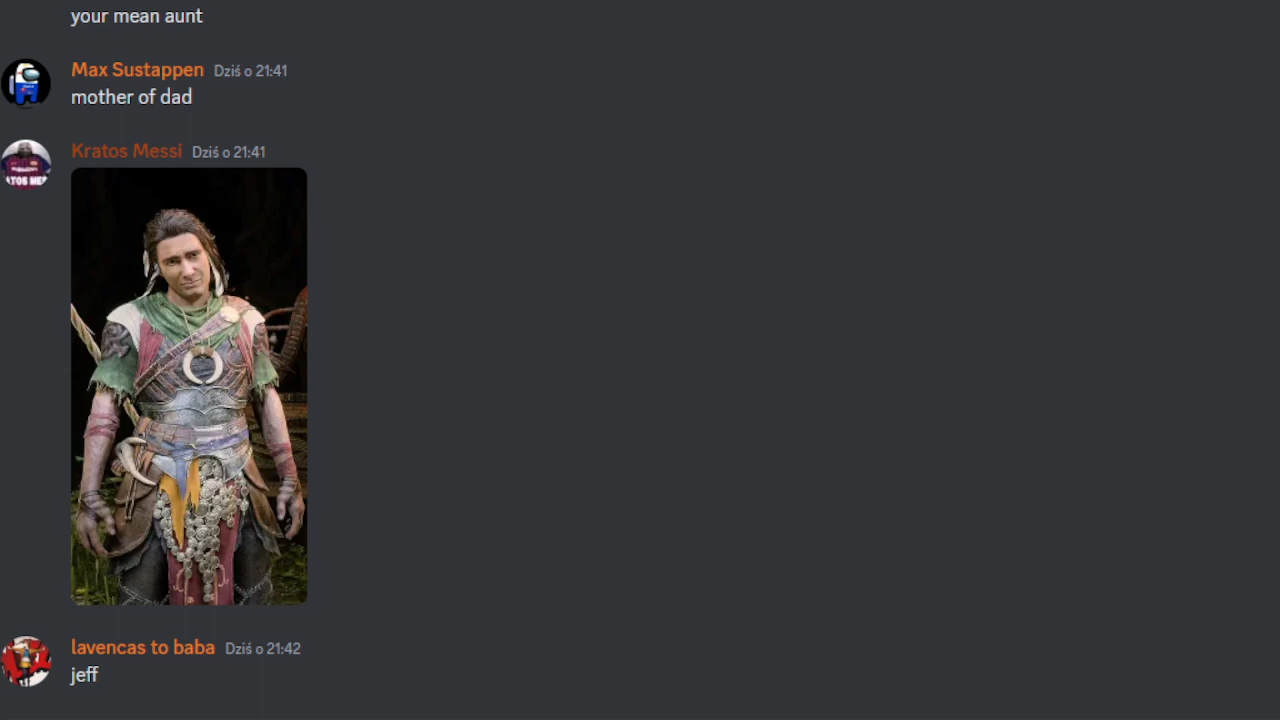 your mean aunt
Max Sustappen Dziś o 21:41
mother of dad
Kratos Messi Dziś o 21:41
lavencas to baba Dziś o 21:42
jeff